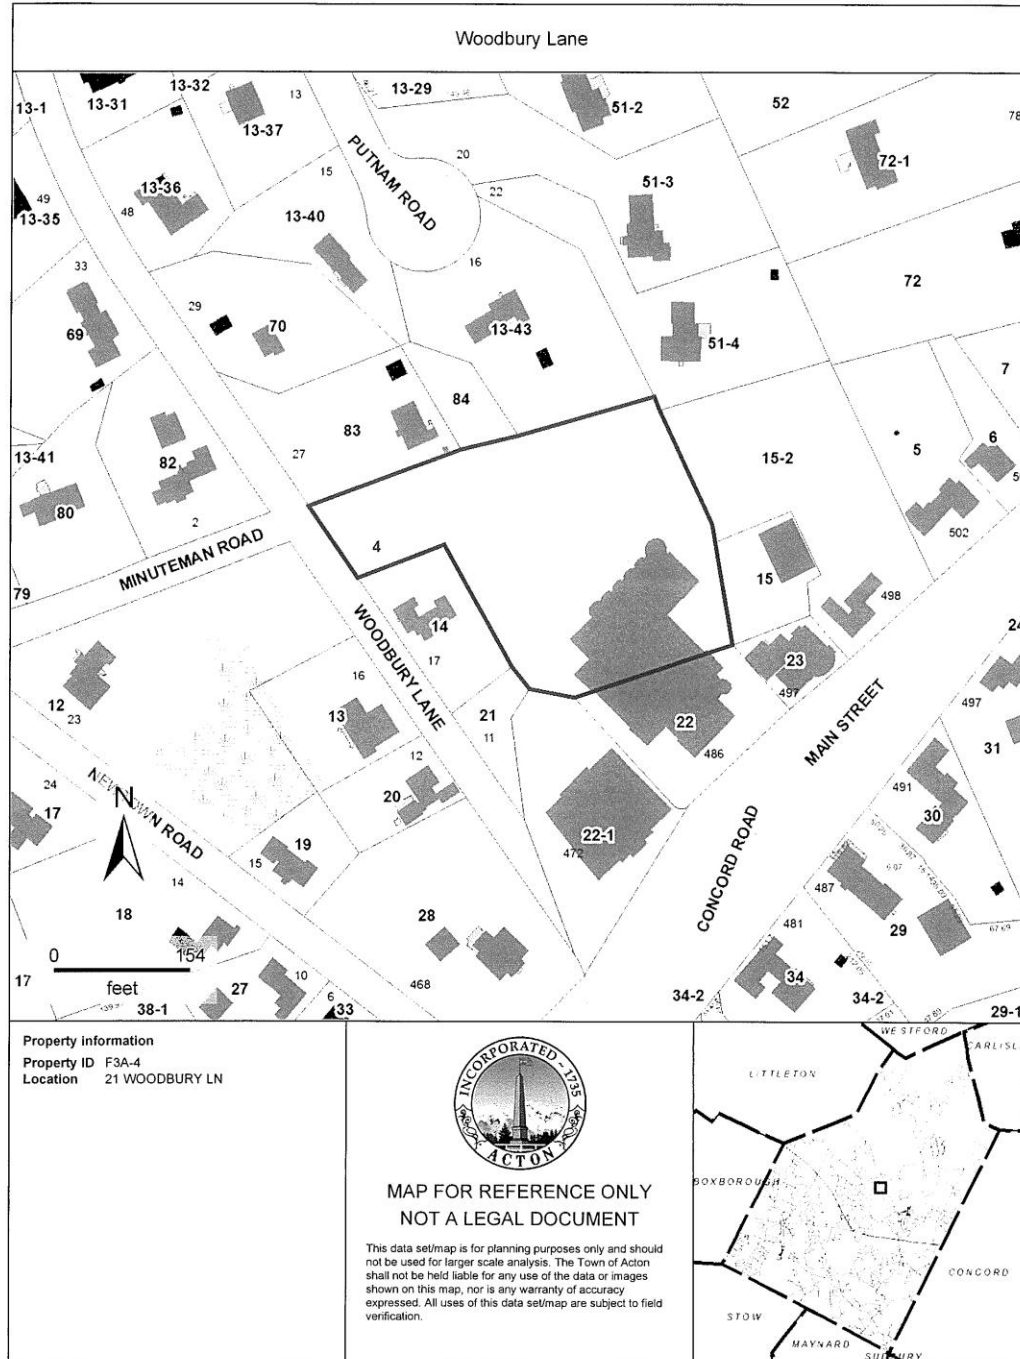 Woodbury Lane
13-1
13-31
13-32
13-37
13
13-29
51-2
52
78
PUTNAM ROAD
20
72-1
49
13-35
13-36
48
15
13-40
22
51-3
33
16
72
29
70
69
13-43
51-4
7
84
83
13-41
82
27
15-2
5
6
80
2
502
MINUTEMAN ROAD
4
79
15
498
14
WOODBURY LANE
17
23
24
12
23
16
13
21
11
497
22
486
MAIN STREET
497
31
NEWTOWN ROAD
N
24
17
12
20
491
30
22-1
472
CONCORD ROAD
19
15
14
18
487
29
481
28
0 154
feet
17
27
10
468
34
34-2
34-2
67.69
38-1
6
33
29-1
Property information
Property ID F3A-4
Location 21 WOODBURY LN
INCORPORATED - 1735
ACTON
MAP FOR REFERENCE ONLY
NOT A LEGAL DOCUMENT
This data set/map is for planning purposes only and should
not be used for larger scale analysis. The Town of Acton
shall not be held liable for any use of the data or images
shown on this map, nor is any warranty of accuracy
expressed. All uses of this data set/map are subject to field
verification.
WESTFORD
CARLISL
LITTLETON
BOXBOROUGH
CONCORD
STOW
MAYNARD
SUDBURY